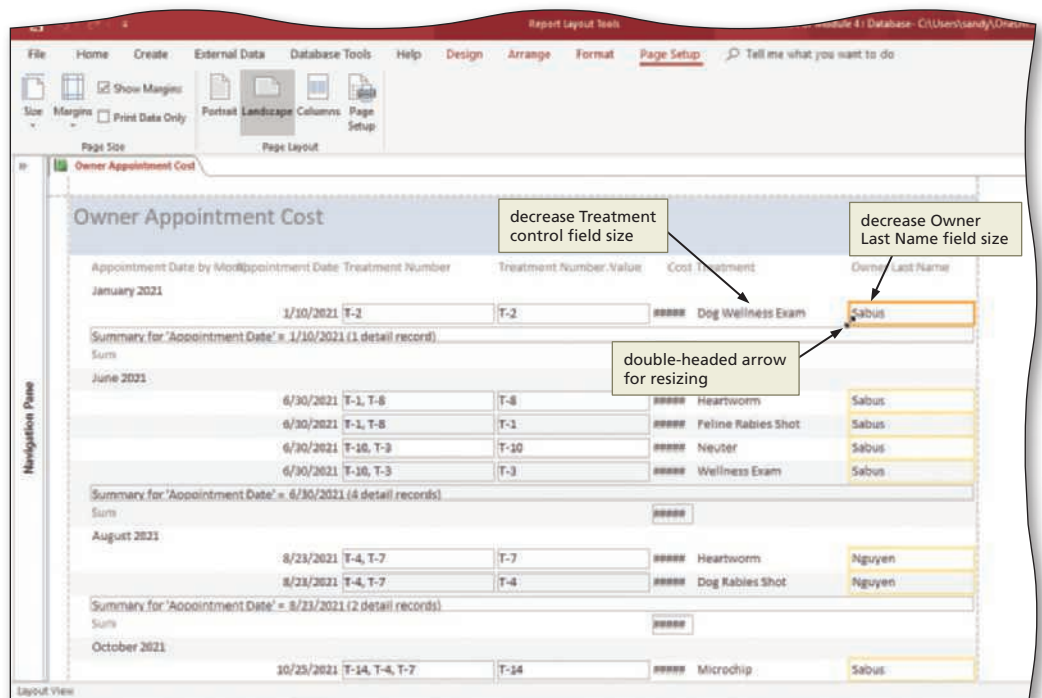 Report Layout Tools
Module 4 : Database- C:\Users\sandy\
File Home Create External Data Database Tools Help Design Arrange Format Page Setup Tell me what you want to do
Size Margins Show Margins Print Data Only Portrait Landscape Columns Page Setup
Page Size Page Layout
Owner Appointment Cost
Navigation Pane
Owner Appointment Cost
decrease Treatment control field size
decrease Owner Last Name field size
Appointment Date by Appointment Date Treatment Number Treatment Number.Value Cost Treatment Owner Last Name
January 2021
1/10/2021 T-2 T-2 ##### Dog Wellness Exam Sabus
Summary for 'Appointment Date' = 1/10/2021 (1 detail record)
Sum
double-headed arrow for resizing
June 2021
6/30/2021 T-1, T-8 T-8 ##### Heartworm Sabus
6/30/2021 T-1, T-8 T-1 ##### Feline Rabies Shot Sabus
6/30/2021 T-10, T-3 T-10 ##### Neuter Sabus
6/30/2021 T-10, T-3 T-3 ##### Wellness Exam Sabus
Summary for 'Appointment Date' = 6/30/2021 (4 detail records)
Sum #####
August 2021
8/23/2021 T-4, T-7 T-7 ##### Heartworm Nguyen
8/23/2021 T-4, T-7 T-4 ##### Dog Rabies Shot Nguyen
Summary for 'Appointment Date' = 8/23/2021 (2 detail records)
Sum #####
October 2021
10/25/2021 T-14, T-4, T-7 T-14 ##### Microchip Sabus
Layout View